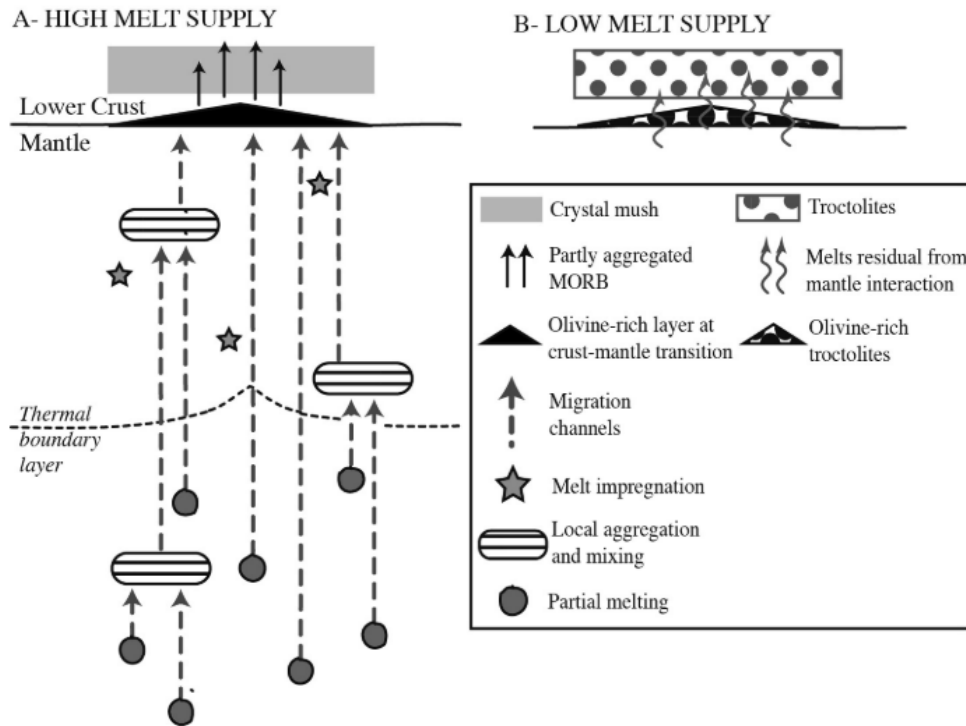 A- HIGH MELT SUPPLY
Lower Crust
Mantle
Thermal
boundary
layer
B- LOW MELT SUPPLY
Crystal mush
Troctolites
Partly aggregated
MORB
Melts residual from
mantle interaction
Olivine-rich layer at
crust-mantle transition
Olivine-rich
troctolites
Migration
channels
Melt impregnation
Local aggregation
and mixing
Partial melting